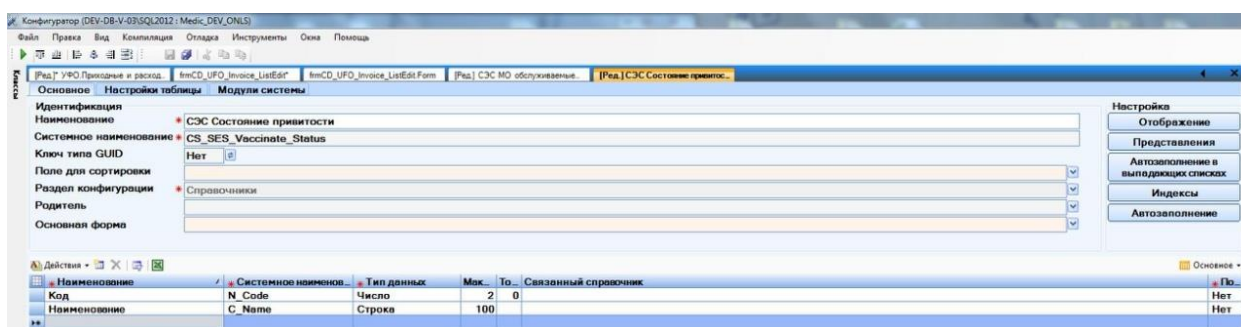 Конфигуратор (DEV-DB-V-03\SQL2012 : Medic_DEV_ONLS)
Файл Правка Вид Компиляция Отладка Инструменты Окна Помощь
[Ред.]* УФО.Приходные и расход... frmCD_UFO_Invoice_ListEdit* frmCD_UFO_Invoice_ListEdit.Form [Ред.] СЭС МО обслуживаемые... [Ред.] СЭС Состояние привитос...
Классы
Основное Настройки таблицы Модули системы
Идентификация
Наименование * СЭС Состояние привитости
Системное наименование * CS_SES_Vaccinate_Status
Ключ типа GUID Нет
Поле для сортировки
Раздел конфигурации * Справочники
Родитель
Основная форма
Настройка
Отображение
Представления
Автозаполнение в выпадающих списках
Индексы
Автозаполнение
Действия Основное
* Наименование / * Системное наименов... * Тип данных Мак... То... Связанный справочник * По...
Код N_Code Число 2 0 Нет
Наименование C_Name Строка 100 Нет